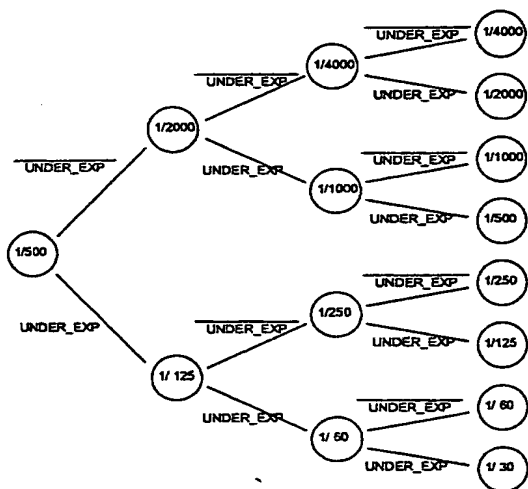 UNDER_EXP
1/4000
UNDER_EXP
1/4000
UNDER_EXP
1/2000
1/2000
UNDER_EXP
UNDER_EXP
1/1000
UNDER_EXP
1/1000
UNDER_EXP
1/500
1/500
UNDER_EXP
1/250
UNDER_EXP
1/250
UNDER_EXP
1/125
UNDER_EXP
1/ 125
UNDER_EXP
UNDER_EXP
1/ 60
1/ 60
UNDER_EXP
1/ 30